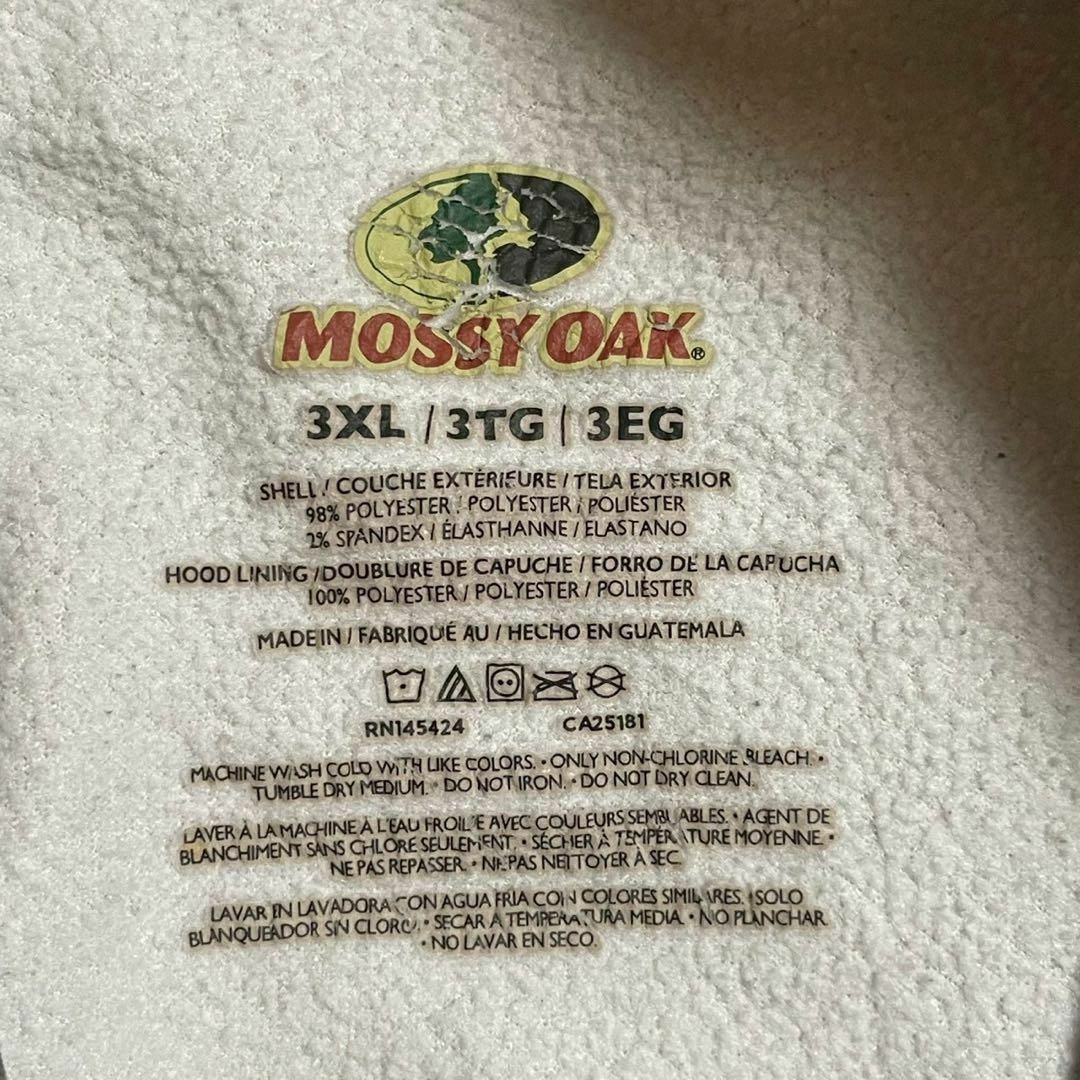 MOSSY OAK®
3XL / 3TG | 3EG
SHELL / COUCHE EXTÉRIEURE / TELA EXTERIOR
98% POLYESTER / POLYESTER / POLIÉSTER
2% SPANDEX / ÉLASTHANNE / ELASTANO
HOOD LINING / DOUBLURE DE CAPUCHE / FORRO DE LA CAPUCHA
100% POLYESTER / POLYESTER / POLIÉSTER
MADE IN / FABRIQUÉ AU / HECHO EN GUATEMALA
RN145424 CA25181
MACHINE WASH COLD WITH LIKE COLORS. • ONLY NON-CHLORINE BLEACH. •
TUMBLE DRY MEDIUM. • DO NOT IRON. • DO NOT DRY CLEAN.
LAVER À LA MACHINE À L'EAU FROIDE AVEC COULEURS SEMBLABLES. • AGENT DE
BLANCHIMENT SANS CHLORE SEULEMENT. • SÉCHER À TEMPÉRATURE MOYENNE. •
NE PAS REPASSER. • NE PAS NETTOYER À SEC.
LAVAR EN LAVADORA CON AGUA FRIA CON COLORES SIMILARES. • SOLO
BLANQUEADOR SIN CLORO. • SECAR A TEMPERATURA MEDIA. • NO PLANCHAR.
• NO LAVAR EN SECO.